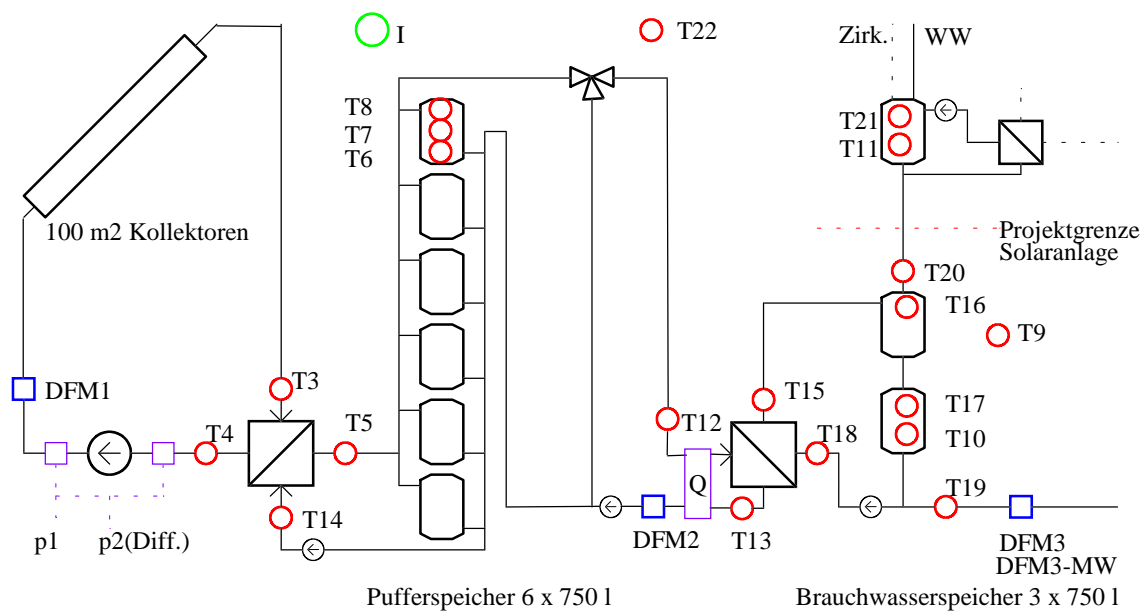 I
T22
Zirk.
WW
T8
T7
T6
T21
T11
100 m2 Kollektoren
Projektgrenze
Solaranlage
T20
T16
T9
DFM1
T3
T5
T4
T12
T15
T18
T17
T10
Q
T14
T19
p1
p2(Diff.)
DFM2
T13
DFM3
DFM3-MW
Pufferspeicher 6 x 750 l
Brauchwasserspeicher 3 x 750 l